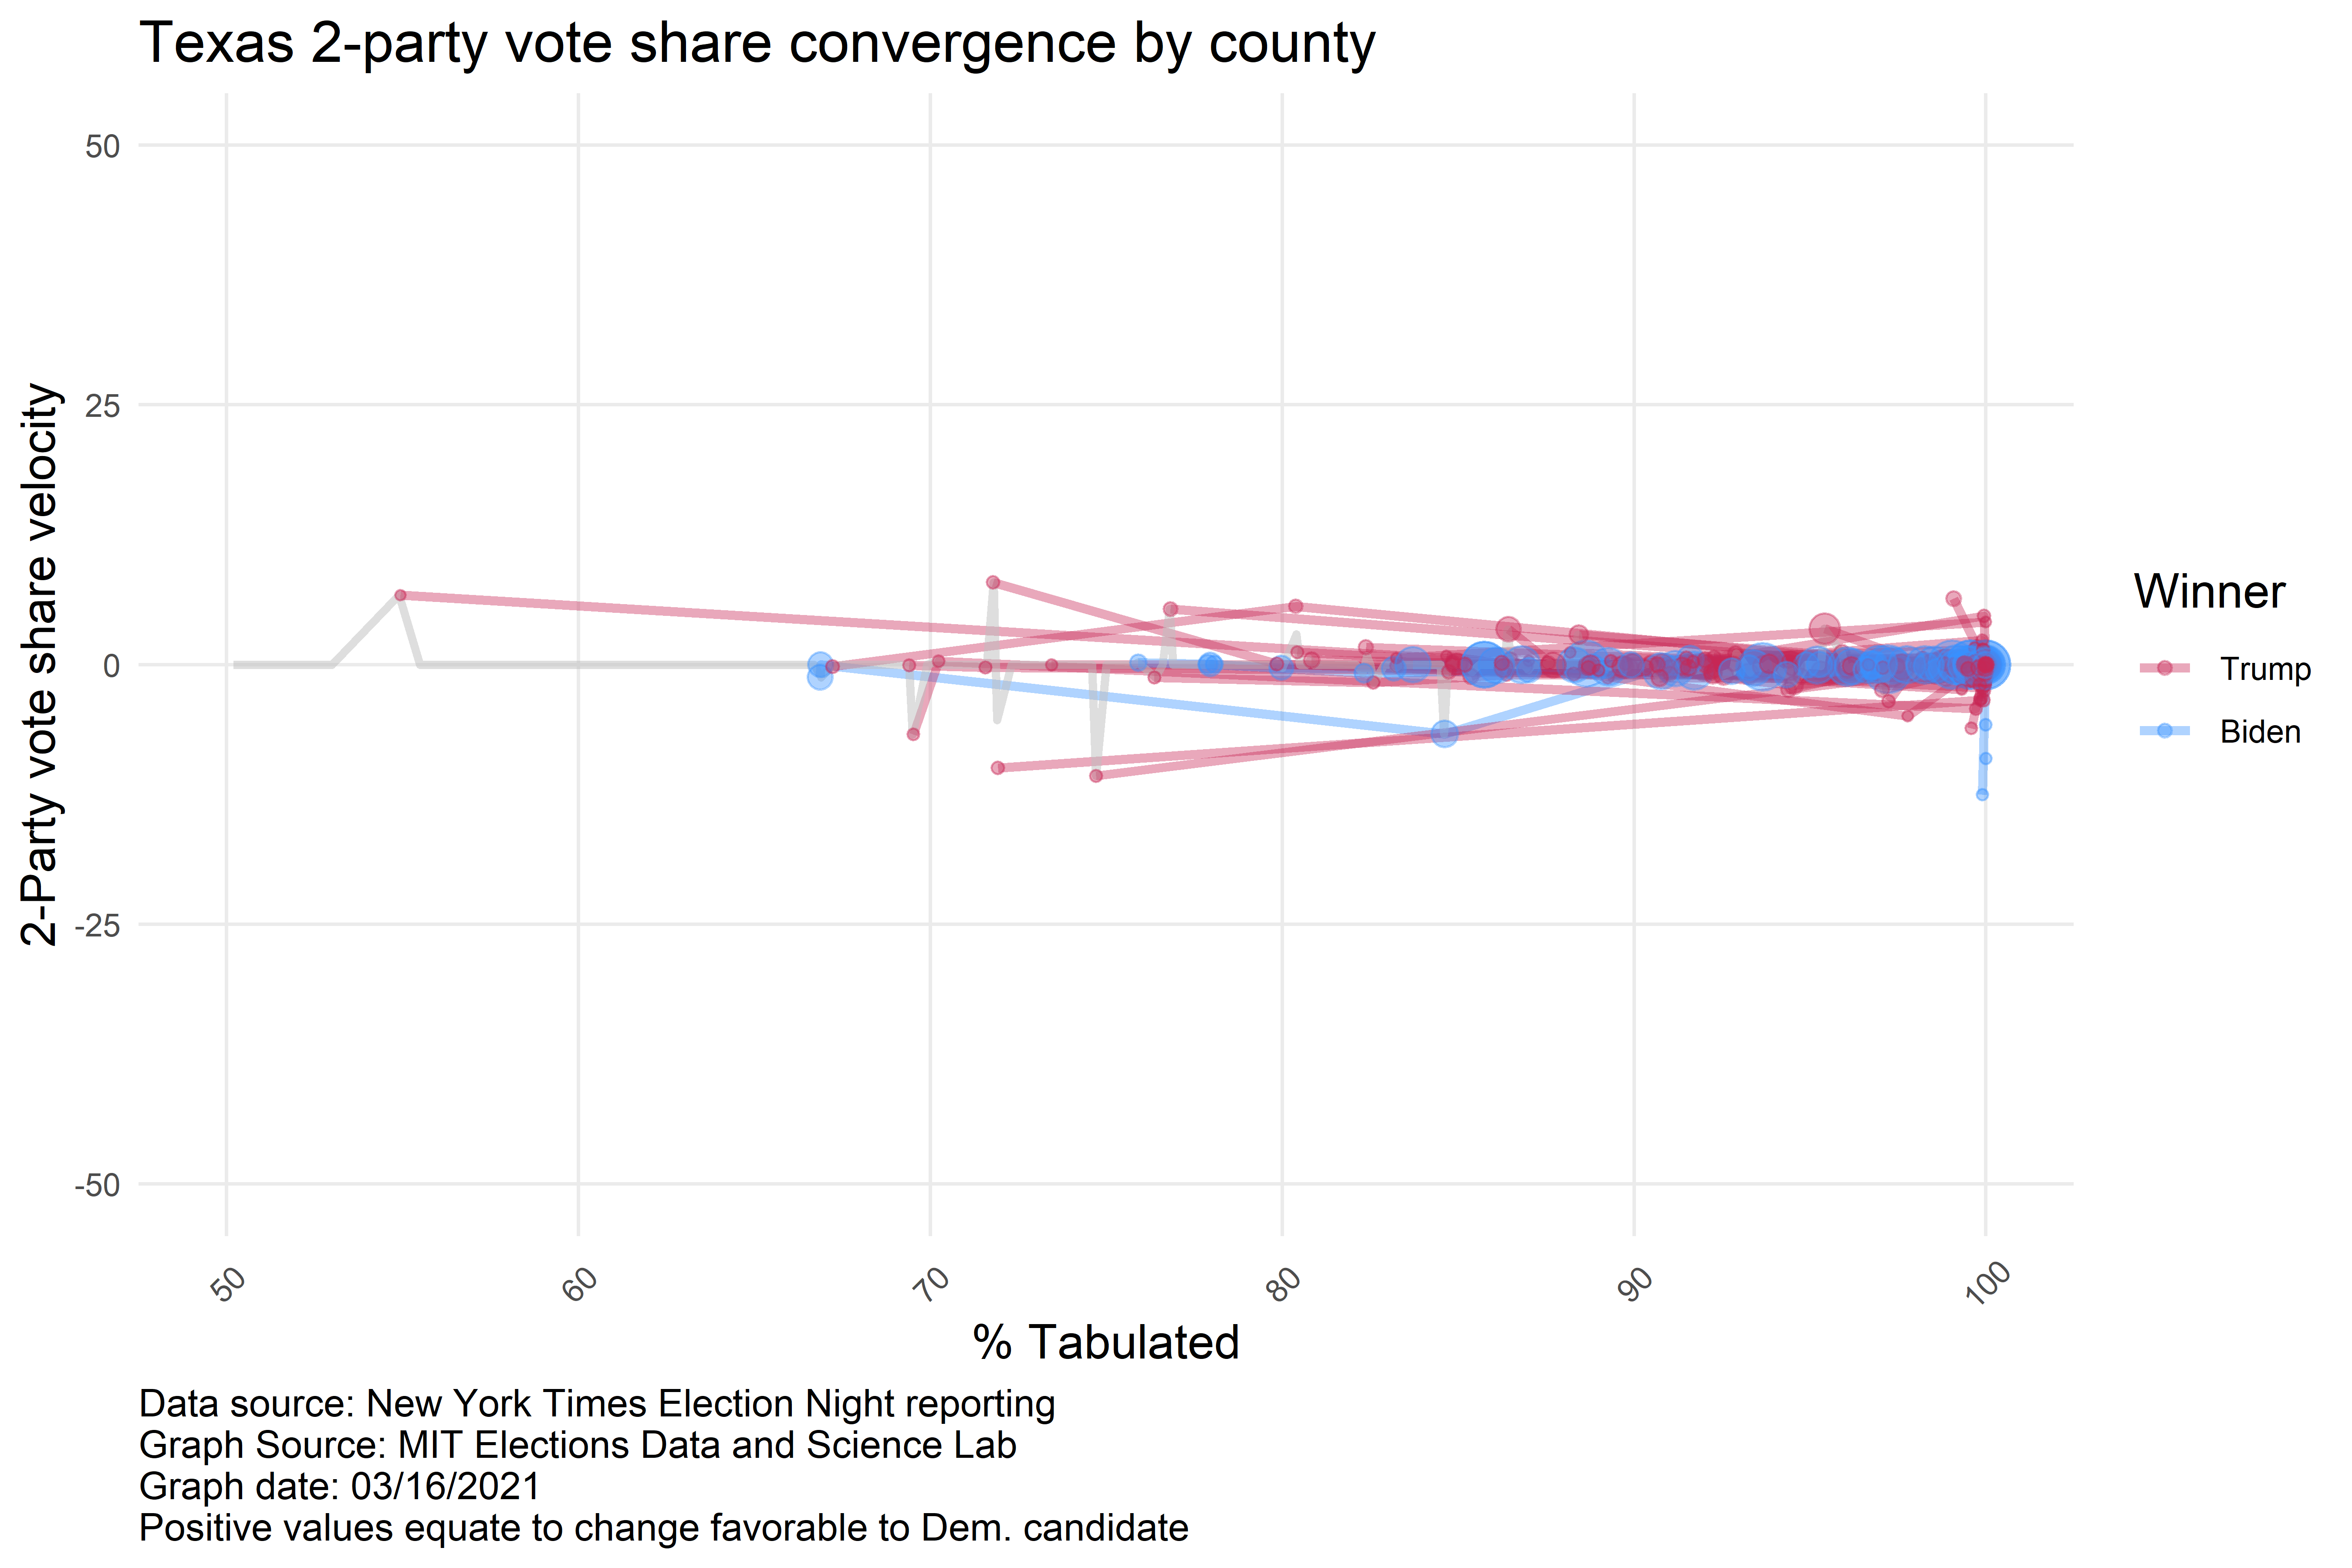 Texas 2-party vote share convergence by county
2-Party vote share velocity
50
25
0
-25
-50
50
60
70
80
90
100
% Tabulated
Winner
Trump
Biden
Data source: New York Times Election Night reporting
Graph Source: MIT Elections Data and Science Lab
Graph date: 03/16/2021
Positive values equate to change favorable to Dem. candidate